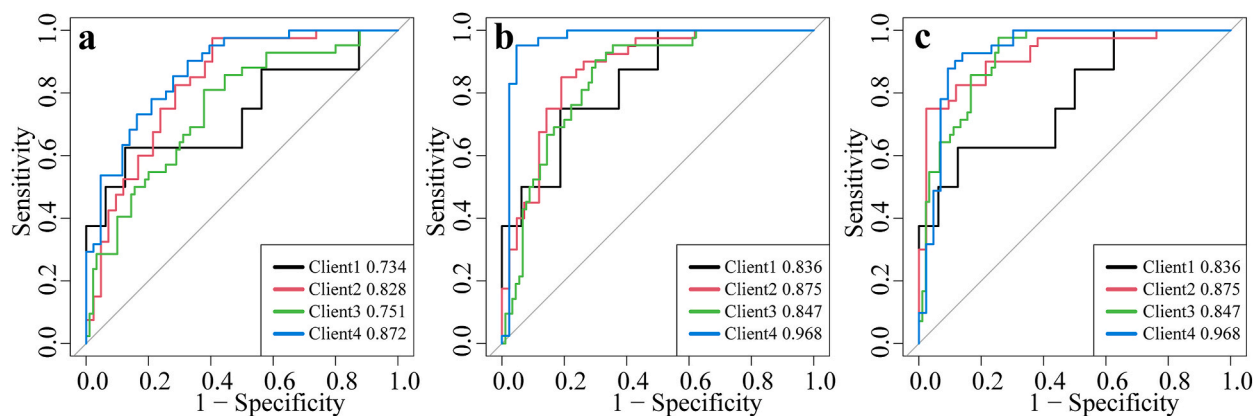 a
Sensitivity
0.0 0.2 0.4 0.6 0.8 1.0
Client1 0.734
Client2 0.828
Client3 0.751
Client4 0.872
0.0 0.2 0.4 0.6 0.8 1.0
1 − Specificity
b
Sensitivity
0.0 0.2 0.4 0.6 0.8 1.0
Client1 0.836
Client2 0.875
Client3 0.847
Client4 0.968
0.0 0.2 0.4 0.6 0.8 1.0
1 − Specificity
c
Sensitivity
0.0 0.2 0.4 0.6 0.8 1.0
Client1 0.836
Client2 0.875
Client3 0.847
Client4 0.968
0.0 0.2 0.4 0.6 0.8 1.0
1 − Specificity